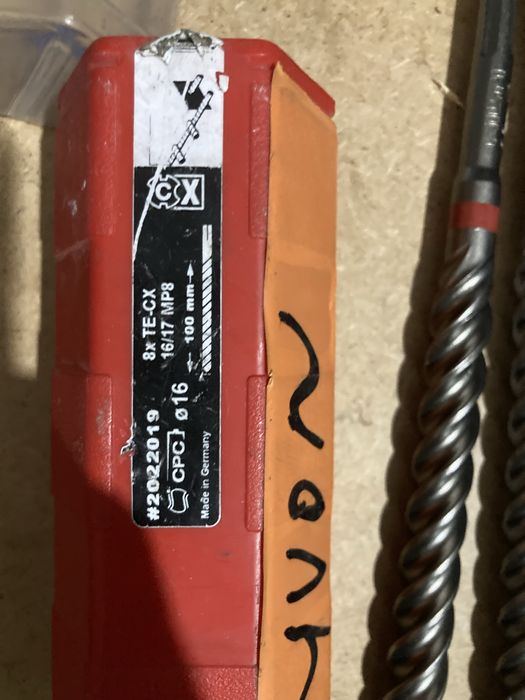 CX
8x TE-CX
16/17 MP8
100 mm
#2022019
CPC ø16
Made in Germany